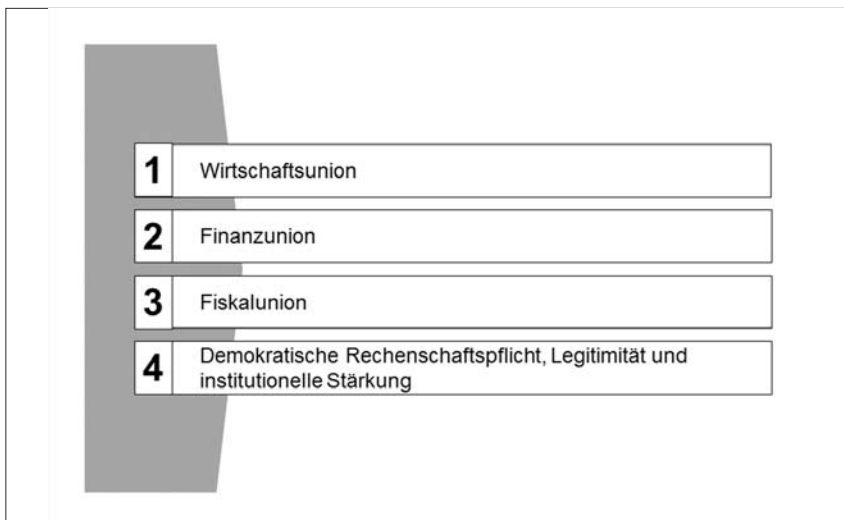 1 Wirtschaftsunion
2 Finanzunion
3 Fiskalunion
4 Demokratische Rechenschaftspflicht, Legitimität und
institutionelle Stärkung